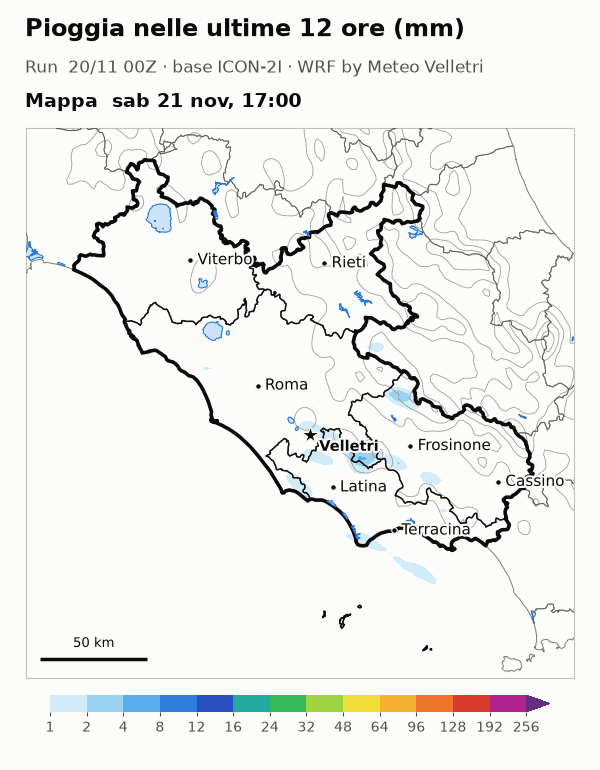 Pioggia nelle ultime 12 ore (mm)
Run 20/11 00Z · base ICON-2I · WRF by Meteo Velletri
Mappa sab 21 nov, 17:00
Viterbo
Rieti
Roma
Velletri
Frosinone
Cassino
Latina
Terracina
50 km
1 2 4 8 12 16 24 32 48 64 96 128 192 256